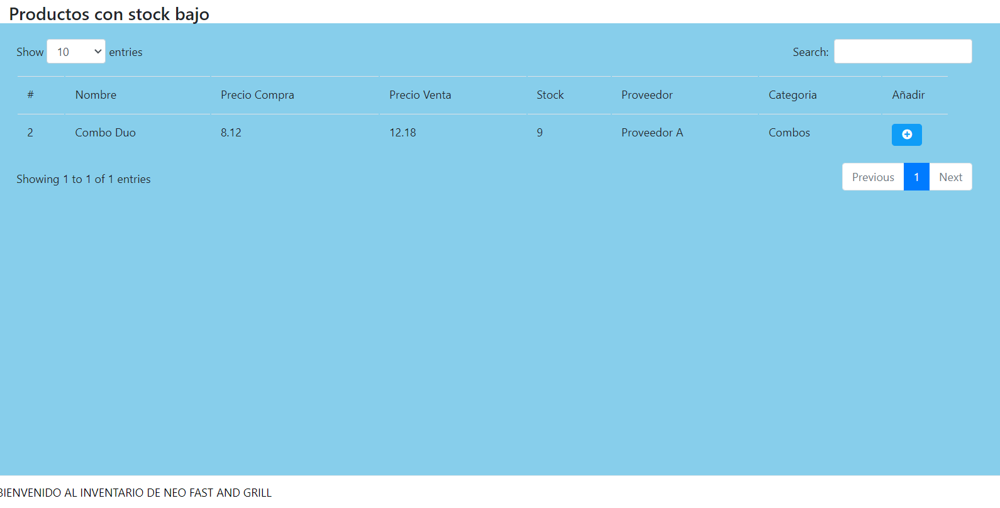 Productos con stock bajo
Show 10 entries Search:
# Nombre Precio Compra Precio Venta Stock Proveedor Categoria Añadir
2 Combo Duo 8.12 12.18 9 Proveedor A Combos
Showing 1 to 1 of 1 entries Previous 1 Next
BIENVENIDO AL INVENTARIO DE NEO FAST AND GRILL